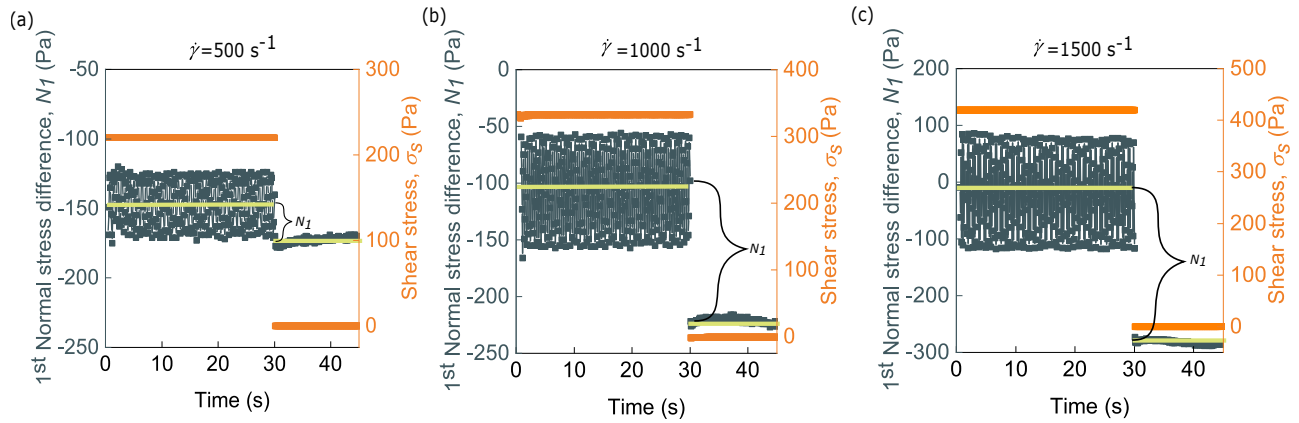 (a)
γ̇=500 s⁻¹
1st Normal stress difference, N1 (Pa)
-50
-100
-150
-200
-250
300
200
100
0
Shear stress, σS (Pa)
N1
0
10
20
30
40
Time (s)
(b)
γ̇=1000 s⁻¹
1st Normal stress difference, N1 (Pa)
0
-50
-100
-150
-200
-250
400
300
200
100
0
Shear stress, σS (Pa)
N1
0
10
20
30
40
Time (s)
(c)
γ̇=1500 s⁻¹
1st Normal stress difference, N1 (Pa)
200
100
0
-100
-200
-300
500
400
300
200
100
0
Shear stress, σS (Pa)
N1
0
10
20
30
40
Time (s)